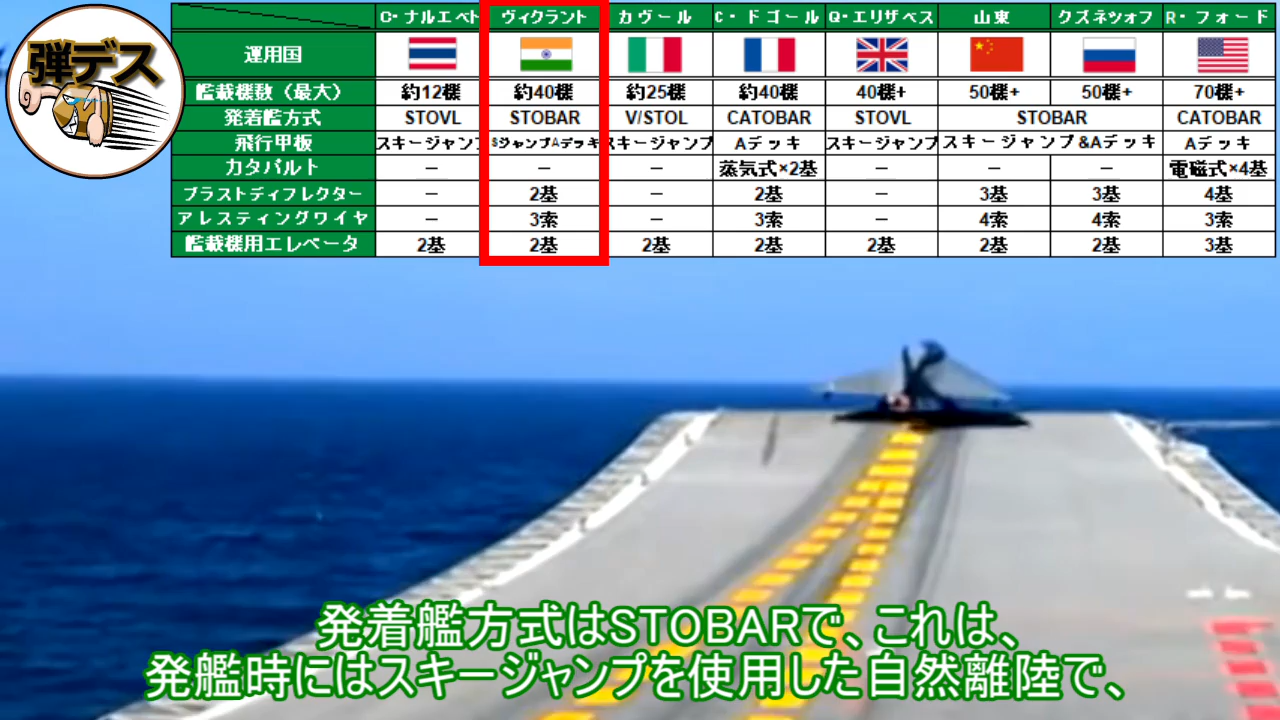 弾デス
C・ナルエベト ヴィクラント カヴール C・ドゴール Q・エリザベス 山東 クズネツォフ R・フォード
運用国
艦載機数（最大） 約12機 約40機 約25機 約40機 40機+ 50機+ 50機+ 70機+
発着艦方式 STOVL STOBAR V/STOL CATOBAR STOVL STOBAR CATOBAR
飛行甲板 スキージャンプ SジャンプAデッキ スキージャンプ Aデッキ スキージャンプ スキージャンプ&Aデッキ Aデッキ
カタパルト － － － 蒸気式×2基 － － － 電磁式×4基
ブラストディフレクター － 2基 － 2基 － 3基 3基 4基
アレスティングワイヤ － 3索 － 3索 － 4索 4索 3索
艦載機用エレベータ 2基 2基 2基 2基 2基 2基 2基 3基
発着艦方式はSTOBARで、これは、
発艦時にはスキージャンプを使用した自然離陸で、